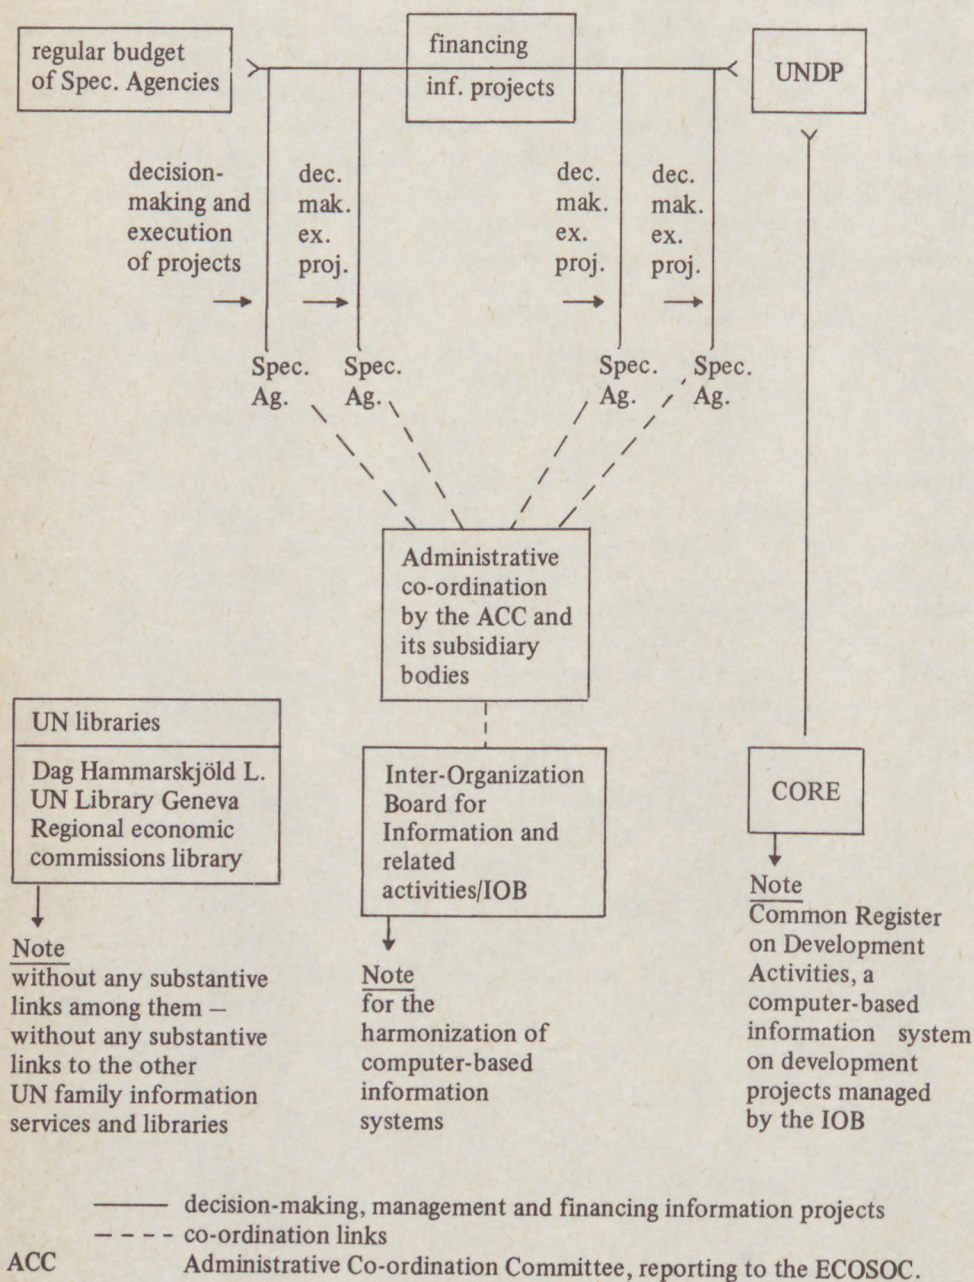 regular budget
of Spec. Agencies
financing
inf. projects
UNDP
decision-
making and
execution
of projects
dec.
mak.
ex.
proj.
dec.
mak.
ex.
proj.
dec.
mak.
ex.
proj.
Spec.
Ag.
Spec.
Ag.
Spec.
Ag.
Spec.
Ag.
Administrative
co-ordination
by the ACC and
its subsidiary
bodies
UN libraries
Dag Hammarskjöld L.
UN Library Geneva
Regional economic
commissions library
Inter-Organization
Board for
Information and
related
activities/IOB
CORE
Note
without any substantive
links among them –
without any substantive
links to the other
UN family information
services and libraries
Note
for the
harmonization of
computer-based
information
systems
Note
Common Register
on Development
Activities, a
computer-based
information system
on development
projects managed
by the IOB
decision-making, management and financing information projects
co-ordination links
ACC Administrative Co-ordination Committee, reporting to the ECOSOC.